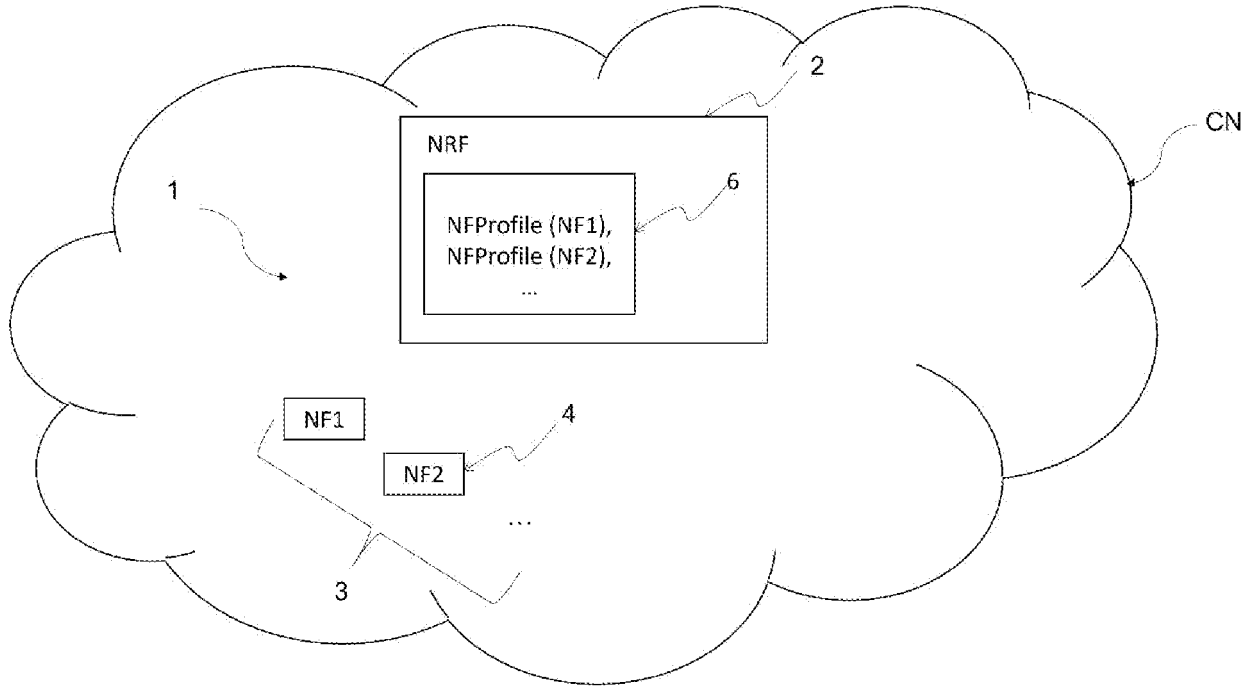 2
CN
NRF
1
6
NFProfile (NF1),
NFProfile (NF2),
...
NF1
4
NF2
...
3